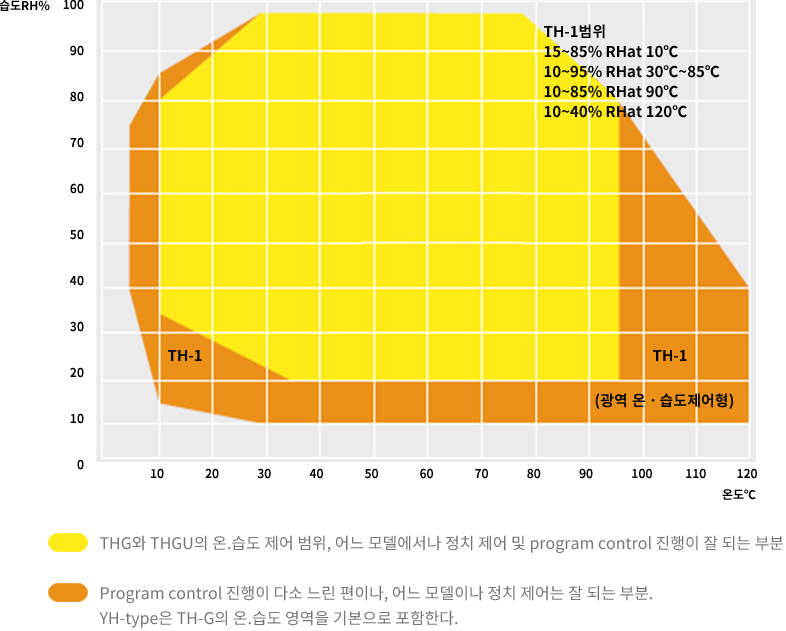 습도RH%
100
90
80
70
60
50
40
30
20
10
0
TH-1범위
15~85% RHat 10℃
10~95% RHat 30℃~85℃
10~85% RHat 90℃
10~40% RHat 120℃
TH-1
TH-1
(광역 온 · 습도제어형)
10 20 30 40 50 60 70 80 90 100 110 120
온도℃
THG와 THGU의 온.습도 제어 범위, 어느 모델에서나 정치 제어 및 program control 진행이 잘 되는 부분
Program control 진행이 다소 느린 편이나, 어느 모델이나 정치 제어는 잘 되는 부분.
YH-type은 TH-G의 온.습도 영역을 기본으로 포함한다.